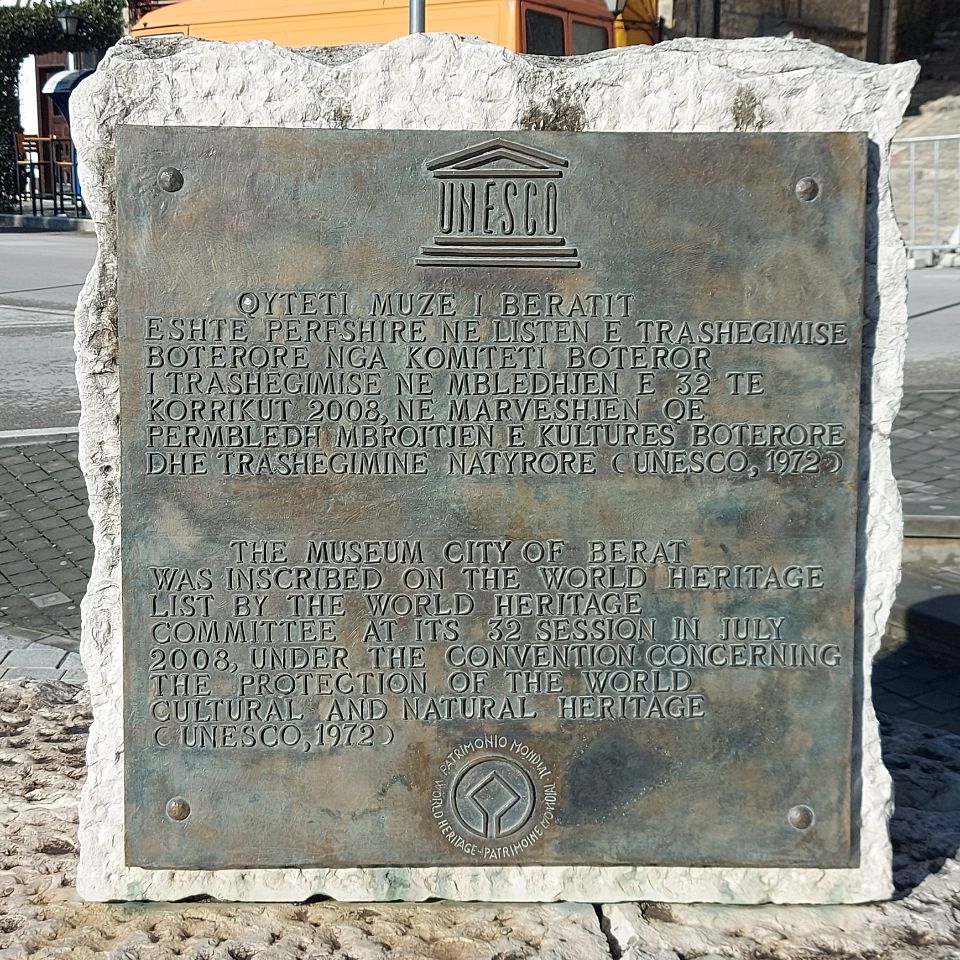 UNESCO
QYTETI MUZE I BERATIT
ESHTE PERFSHIRE NE LISTEN E TRASHEGIMISE
BOTERORE NGA KOMITETI BOTEROR
I TRASHEGIMISE NE MBLEDHJEN E 32 TE
KORRIKUT 2008, NE MARVESHJEN QE
PERMBLEDH MBROJTJEN E KULTURES BOTERORE
DHE TRASHEGIMINE NATYRORE (UNESCO, 1972)
THE MUSEUM CITY OF BERAT
WAS INSCRIBED ON THE WORLD HERITAGE
LIST BY THE WORLD HERITAGE
COMMITTEE AT ITS 32 SESSION IN JULY
2008, UNDER THE CONVENTION CONCERNING
THE PROTECTION OF THE WORLD
CULTURAL AND NATURAL HERITAGE
(UNESCO, 1972)
PATRIMONIO MUNDIAL · WORLD HERITAGE · PATRIMOINE MONDIAL